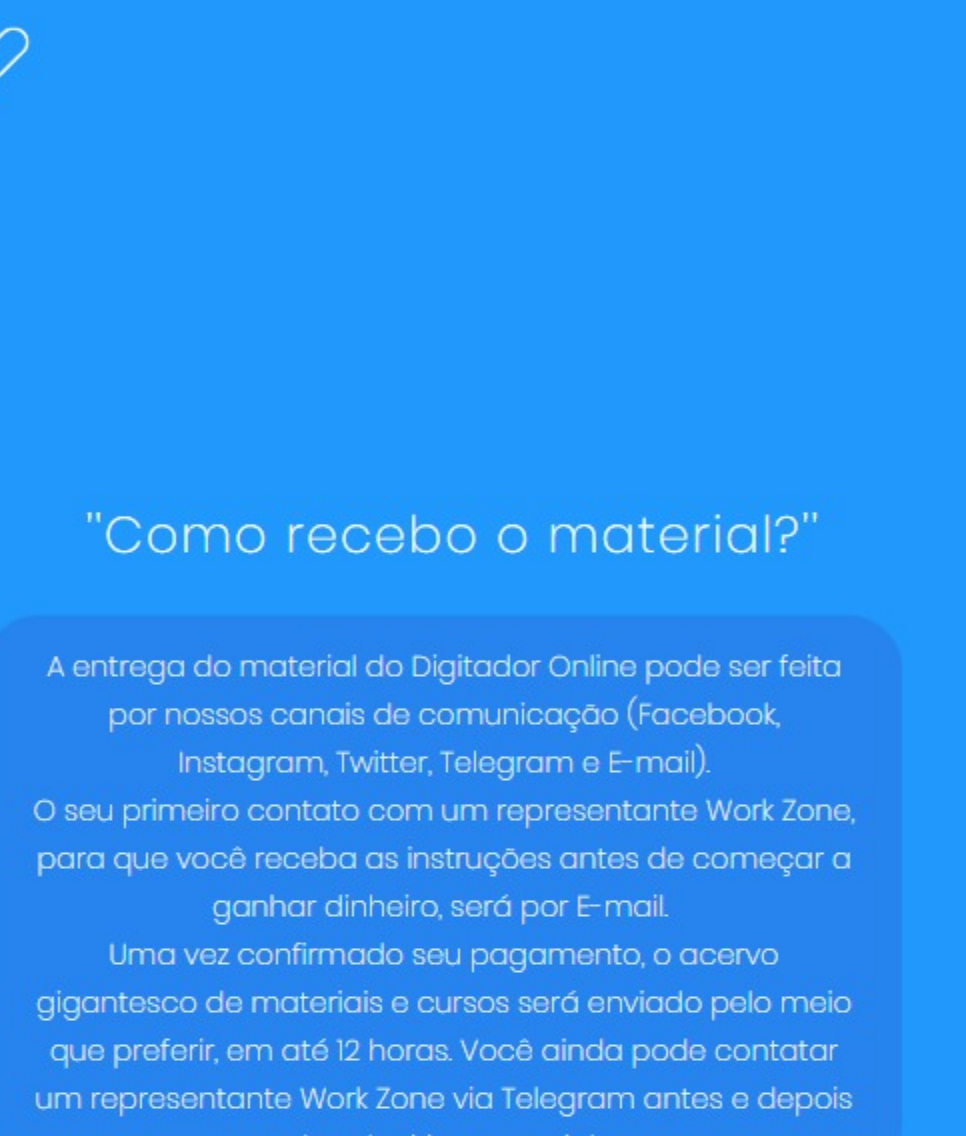 "Como recebo o material?"
A entrega do material do Digitador Online pode ser feita
por nossos canais de comunicação (Facebook,
Instagram, Twitter, Telegram e E-mail).
O seu primeiro contato com um representante Work Zone,
para que você receba as instruções antes de começar a
ganhar dinheiro, será por E-mail.
Uma vez confirmado seu pagamento, o acervo
gigantesco de materiais e cursos será enviado pelo meio
que preferir, em até 12 horas. Você ainda pode contatar
um representante Work Zone via Telegram antes e depois